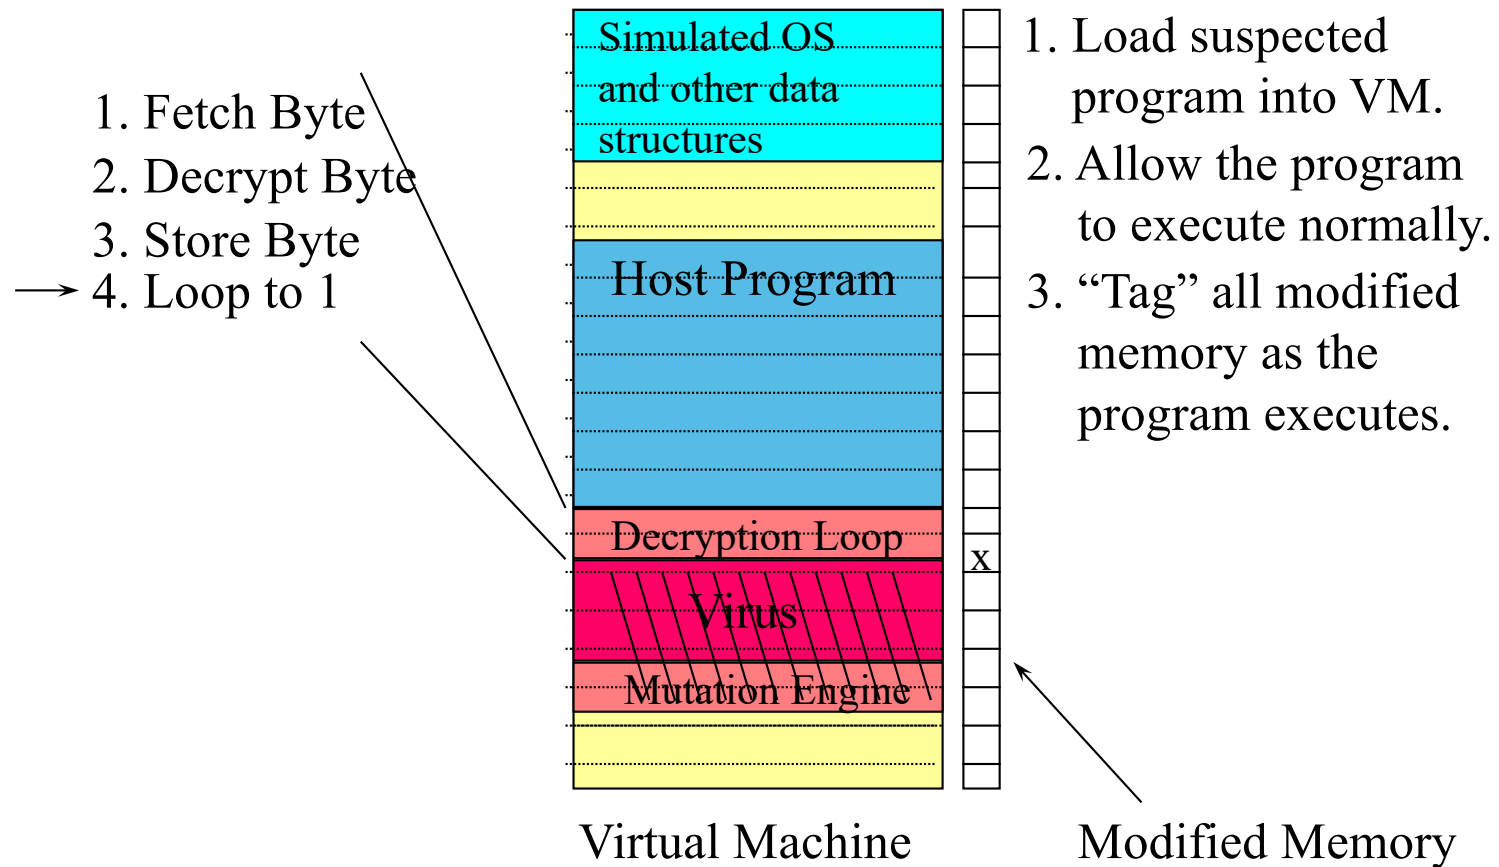 1. Fetch Byte
2. Decrypt Byte
3. Store Byte
4. Loop to 1
Simulated OS
and other data
structures
Host Program
Decryption Loop
Virus
Mutation Engine
Virtual Machine
x
1. Load suspected
program into VM.
2. Allow the program
to execute normally.
3. “Tag” all modified
memory as the
program executes.
Modified Memory